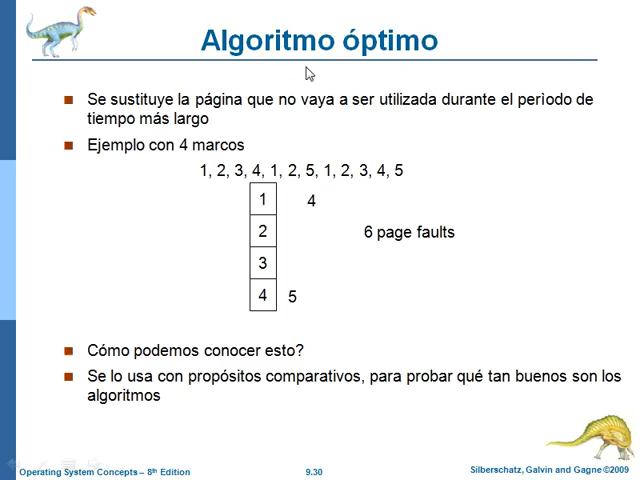 Algoritmo óptimo
Se sustituye la página que no vaya a ser utilizada durante el perìodo de
tiempo más largo
Ejemplo con 4 marcos
1, 2, 3, 4, 1, 2, 5, 1, 2, 3, 4, 5
1 4
2 6 page faults
3
4 5
Cómo podemos conocer esto?
Se lo usa con propósitos comparativos, para probar qué tan buenos son los
algoritmos
Operating System Concepts – 8th Edition 9.30 Silberschatz, Galvin and Gagne ©2009